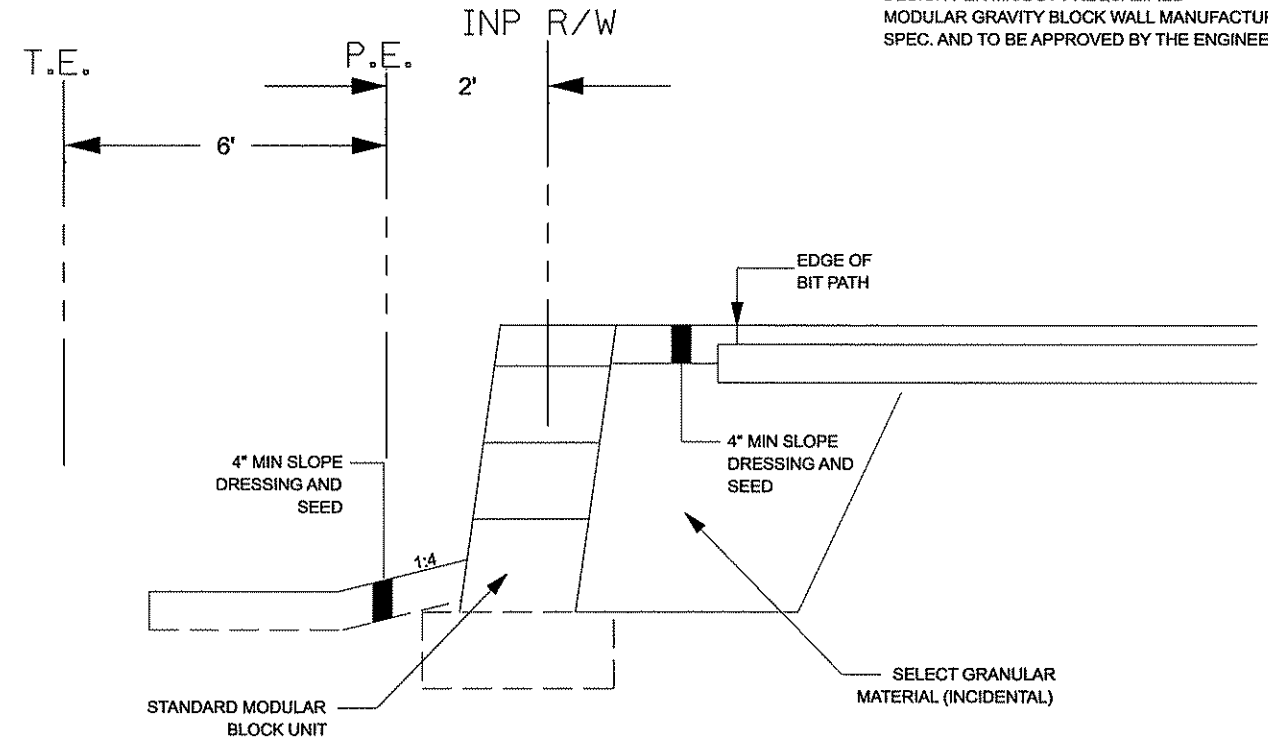 INP R/W
MODULAR GRAVITY BLOCK WALL MANUFACTUR
SPEC. AND TO BE APPROVED BY THE ENGINEE
T.E.
P.E.
2'
6'
EDGE OF
BIT PATH
4" MIN SLOPE
DRESSING AND
SEED
4" MIN SLOPE
DRESSING AND
SEED
1:4
SELECT GRANULAR
MATERIAL (INCIDENTAL)
STANDARD MODULAR
BLOCK UNIT